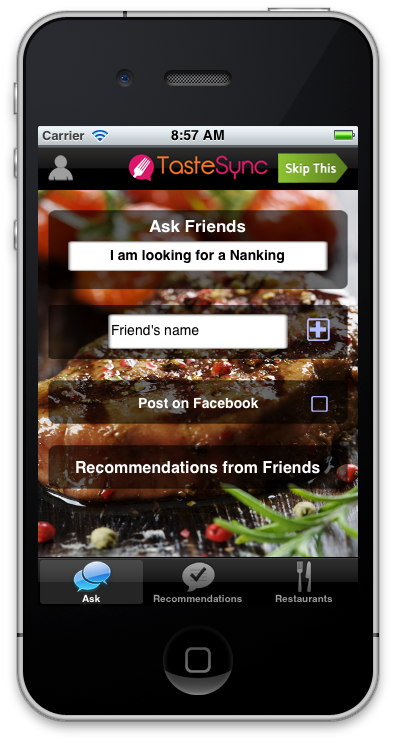 Carrier 8:57 AM
TasteSync Skip This
Ask Friends
I am looking for a Nanking
Friend's name
Post on Facebook
Recommendations from Friends
Ask Recommendations Restaurants